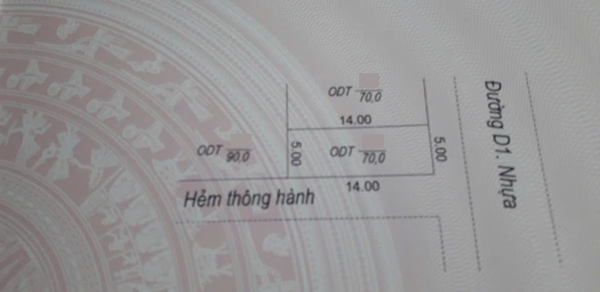 ODT 70,0
14.00
ODT 90,0
5.00
ODT 70,0
5.00
14.00
Hẻm thông hành
Đường D1. Nhựa